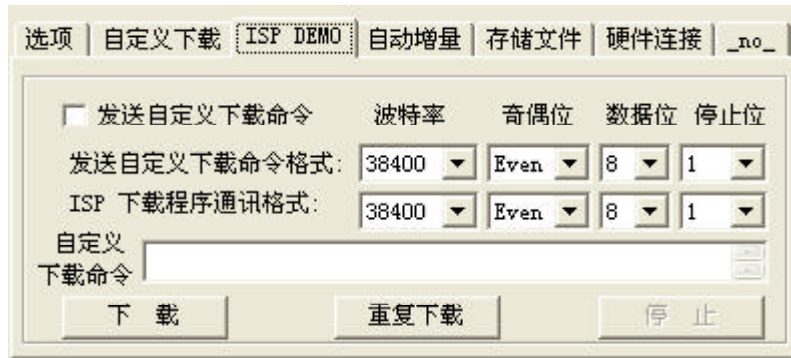 选项 自定义下载 ISP DEMO 自动增量 存储文件 硬件连接 _no_
发送自定义下载命令 波特率 奇偶位 数据位 停止位
发送自定义下载命令格式: 38400 Even 8 1
ISP 下载程序通讯格式: 38400 Even 8 1
自定义
下载命令
下 载 重复下载 停 止